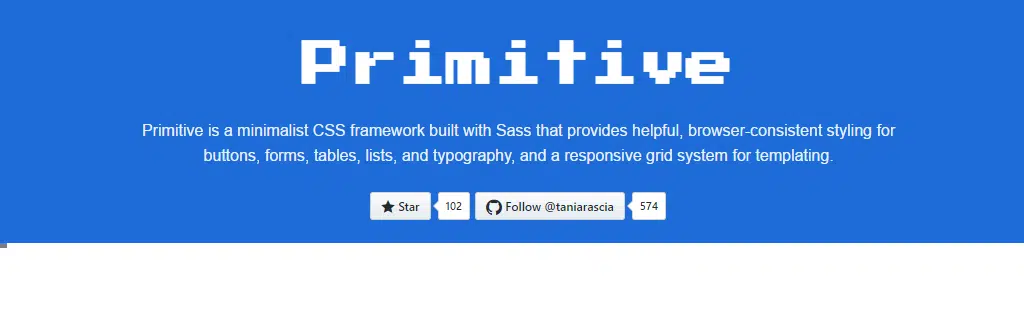 Primitive
Primitive is a minimalist CSS framework built with Sass that provides helpful, browser-consistent styling for
buttons, forms, tables, lists, and typography, and a responsive grid system for templating.
Star 102 Follow @taniarascia 574